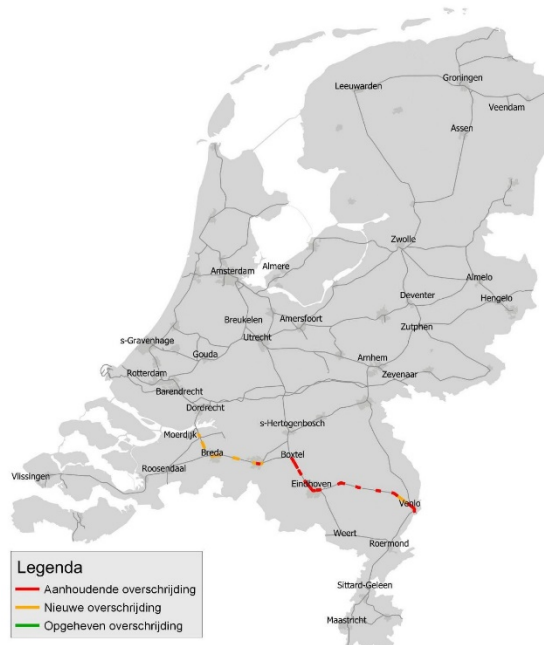 Groningen
Leeuwarden
Veendam
Assen
Zwolle
Almere
Amsterdam
Almelo
Hengelo
Deventer
Breukelen
Amersfoort
Zutphen
s-Gravenhage
Utrecht
Gouda
Arnhem
Zevenaar
Rotterdam
Barendrecht
Dordrecht
s-Hertogenbosch
Moerdijk
Breda
Boxtel
Roosendaal
Vlissingen
Eindhoven
Venlo
Weert
Roermond
Sittard-Geleen
Maastricht
Legenda
Aanhoudende overschrijding
Nieuwe overschrijding
Opgeheven overschrijding